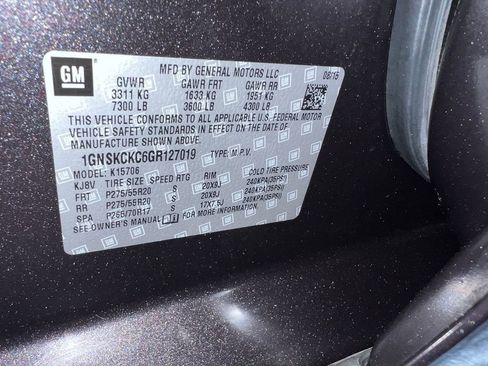 GM
MFD BY GENERAL MOTORS LLC
08/15
GVWR GAWR FRT GAWR RR
3311 KG 1633 KG 1951 KG
7300 LB 3600 LB 4300 LB
THIS VEHICLE CONFORMS TO ALL APPLICABLE U.S. FEDERAL MOTOR
VEHICLE SAFETY STANDARDS IN EFFECT ON THE DATE OF
MANUFACTURE SHOWN ABOVE.
1GNSKCKC6GR127019 M.P.V.
MODEL: K15706
KJ8V TIRE SIZE SPEED RTG RIM COLD TIRE PRESSURE
FRT P275/55R20 S 20X9J 240KPA(35PSI)
RR P275/55R20 S 20X9J 240KPA(35PSI)
SPA P265/70R17 S 17X7.5J 240KPA(35PSI)
SEE OWNER'S MANUAL FOR MORE INFORMATION.